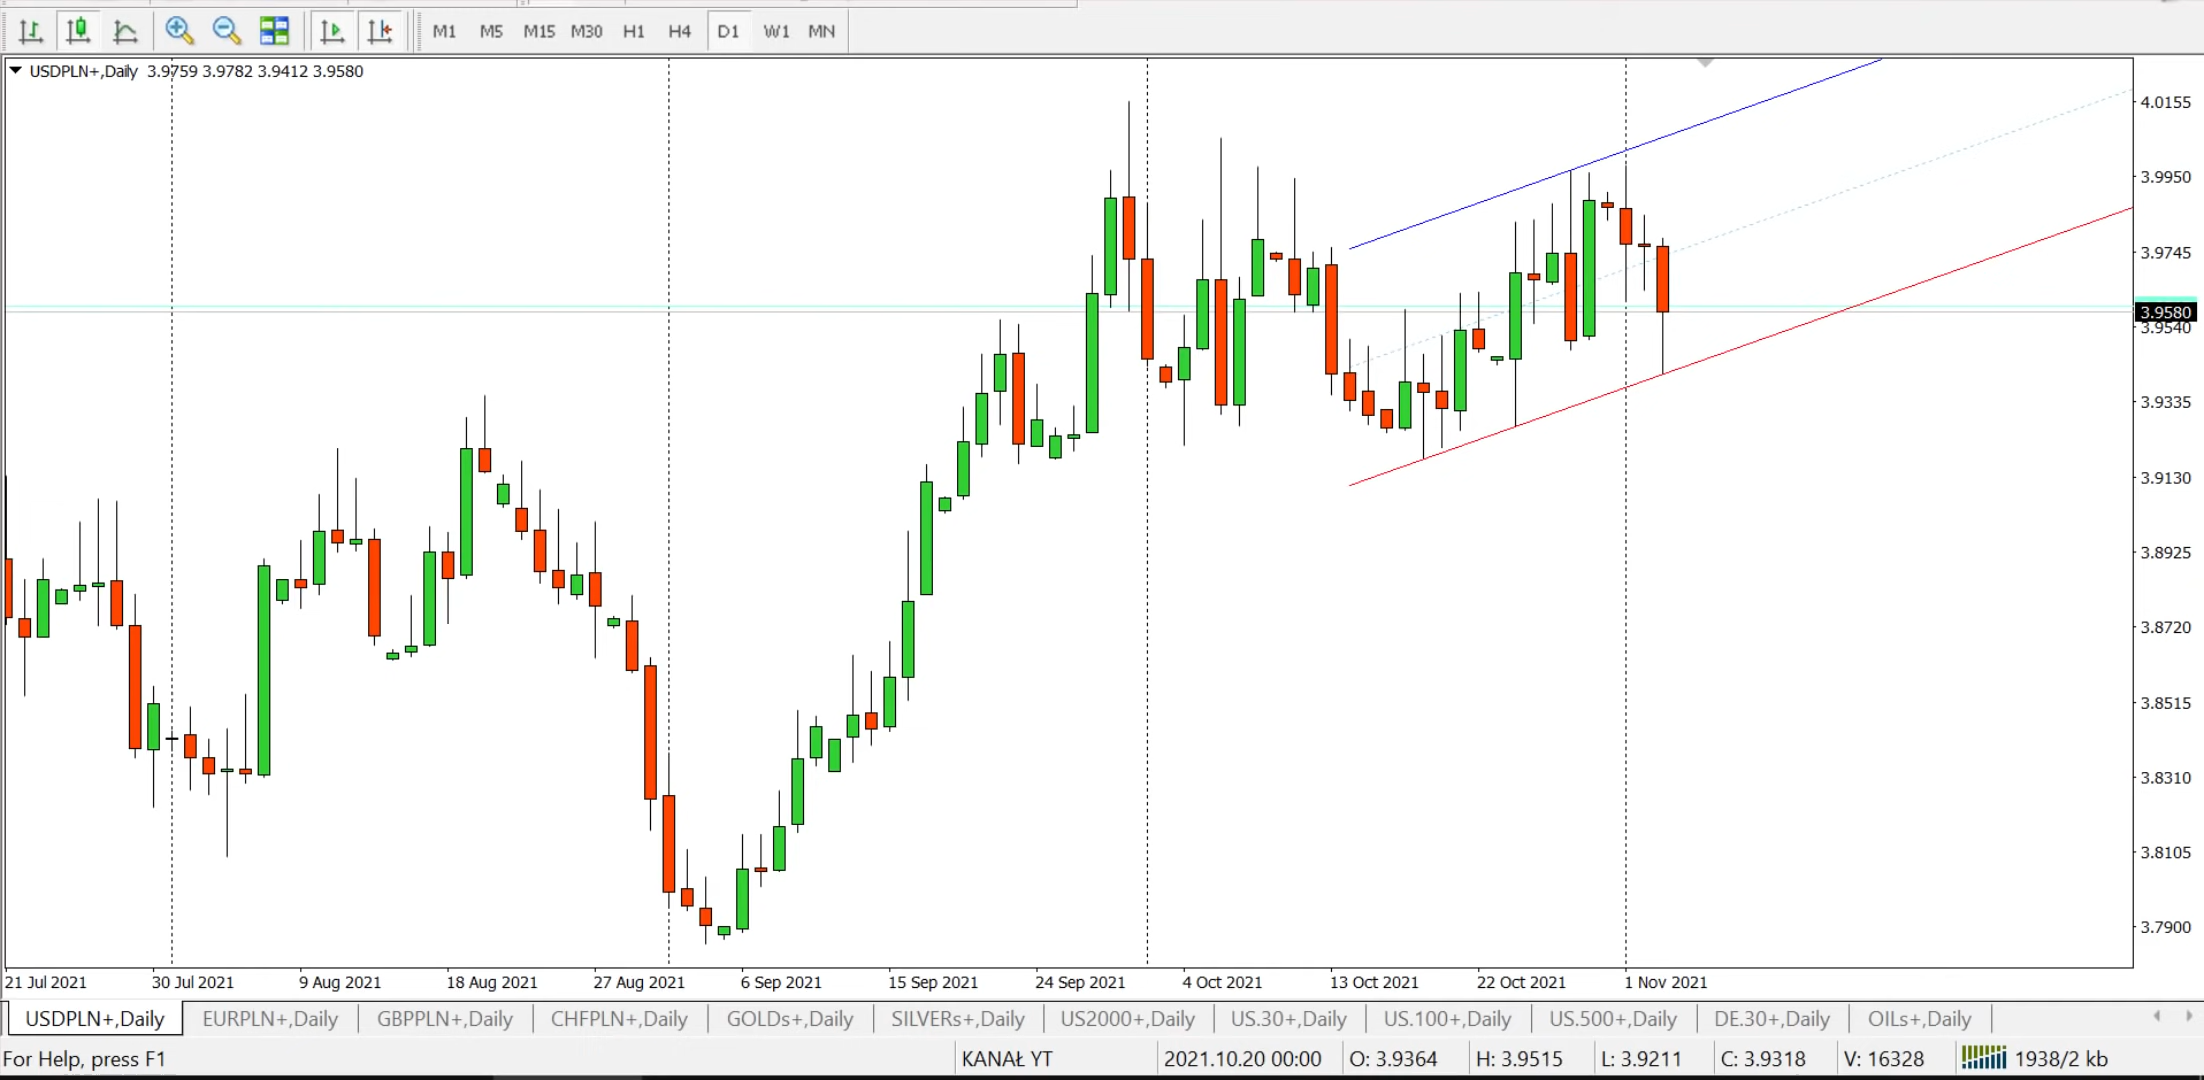 M1 M5 M15 M30 H1 H4 D1 W1 MN
USDPLN+,Daily 3.9759 3.9782 3.9412 3.9580
4.0155
3.9950
3.9745
3.9580
3.9540
3.9335
3.9130
3.8925
3.8720
3.8515
3.8310
3.8105
3.7900
21 Jul 2021 30 Jul 2021 9 Aug 2021 18 Aug 2021 27 Aug 2021 6 Sep 2021 15 Sep 2021 24 Sep 2021 4 Oct 2021 13 Oct 2021 22 Oct 2021 1 Nov 2021
USDPLN+,Daily EURPLN+,Daily GBPPLN+,Daily CHFPLN+,Daily GOLDs+,Daily SILVERs+,Daily US2000+,Daily US.30+,Daily US.100+,Daily US.500+,Daily DE.30+,Daily OILs+,Daily
For Help, press F1 KANAŁ YT 2021.10.20 00:00 O: 3.9364 H: 3.9515 L: 3.9211 C: 3.9318 V: 16328 1938/2 kb